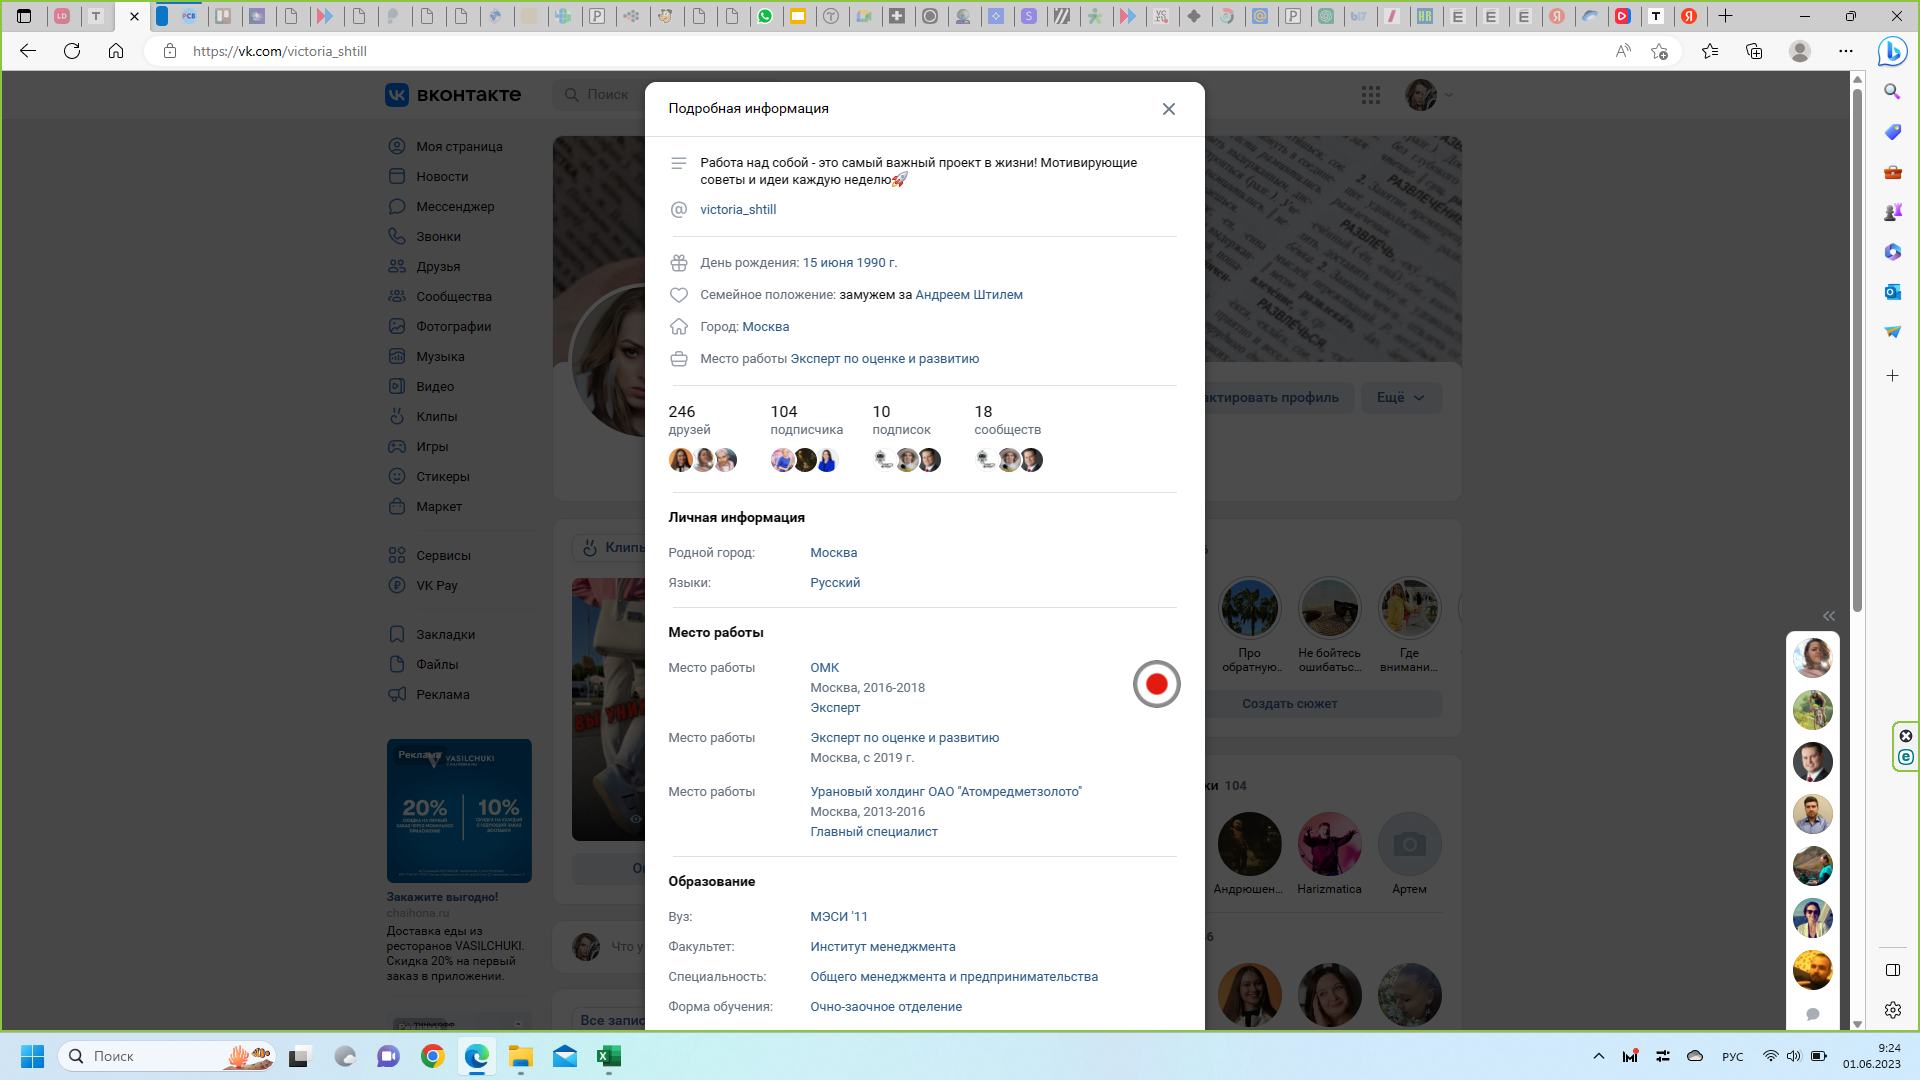 https://vk.com/victoria_shtill
вконтакте
Поиск
Моя страница
Новости
Мессенджер
Звонки
Друзья
Сообщества
Фотографии
Музыка
Видео
Клипы
Игры
Стикеры
Маркет
Сервисы
VK Pay
Закладки
Файлы
Реклама
Реклама
VASILCHUKI
20%
10%
Закажите выгодно!
chaihona.ru
Доставка еды из
ресторанов VASILCHUKI.
Скидка 20% на первый
заказ в приложении.
Подробная информация
Работа над собой - это самый важный проект в жизни! Мотивирующие
советы и идеи каждую неделю🚀
victoria_shtill
День рождения: 15 июня 1990 г.
Семейное положение: замужем за Андреем Штилем
Город: Москва
Место работы Эксперт по оценке и развитию
246 104 10 18
друзей подписчика подписок сообществ
Личная информация
Родной город: Москва
Языки: Русский
Место работы
Место работы ОМК
Москва, 2016-2018
Эксперт
Место работы Эксперт по оценке и развитию
Москва, с 2019 г.
Место работы Урановый холдинг ОАО "Атомредметзолото"
Москва, 2013-2016
Главный специалист
Образование
Вуз: МЭСИ '11
Факультет: Институт менеджмента
Специальность: Общего менеджмента и предпринимательства
Форма обучения: Очно-заочное отделение
Клипы
ВЫ УНИ
Что у
Все запис
РАЗВЛЕЧЕНИЕ
РАЗВЛЕЧЬ
РАЗВЛЕЧЬСЯ
актировать профиль
Ещё
Про
обратную..
Не бойтесь
ошибатьс...
Где
внимани...
Создать сюжет
ки 104
Андрюшен...
Harizmatica
Артем
6
Поиск
РУС
9:24
01.06.2023